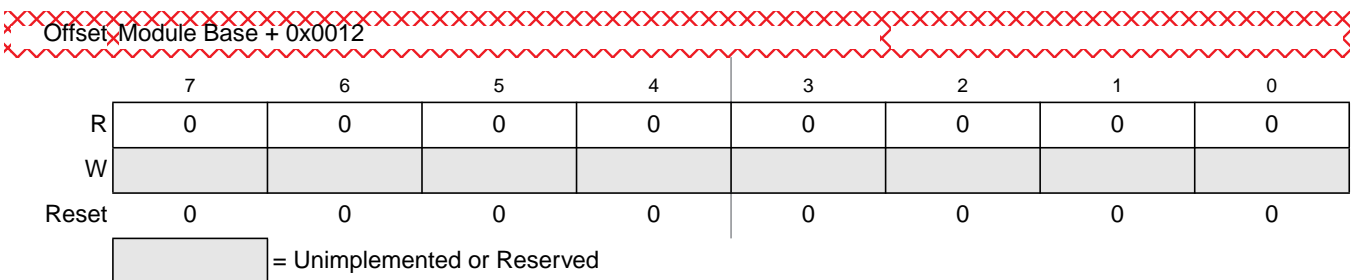 Offset Module Base + 0x0012
7 6 5 4 3 2 1 0
R 0 0 0 0 0 0 0 0
W
Reset 0 0 0 0 0 0 0 0
= Unimplemented or Reserved